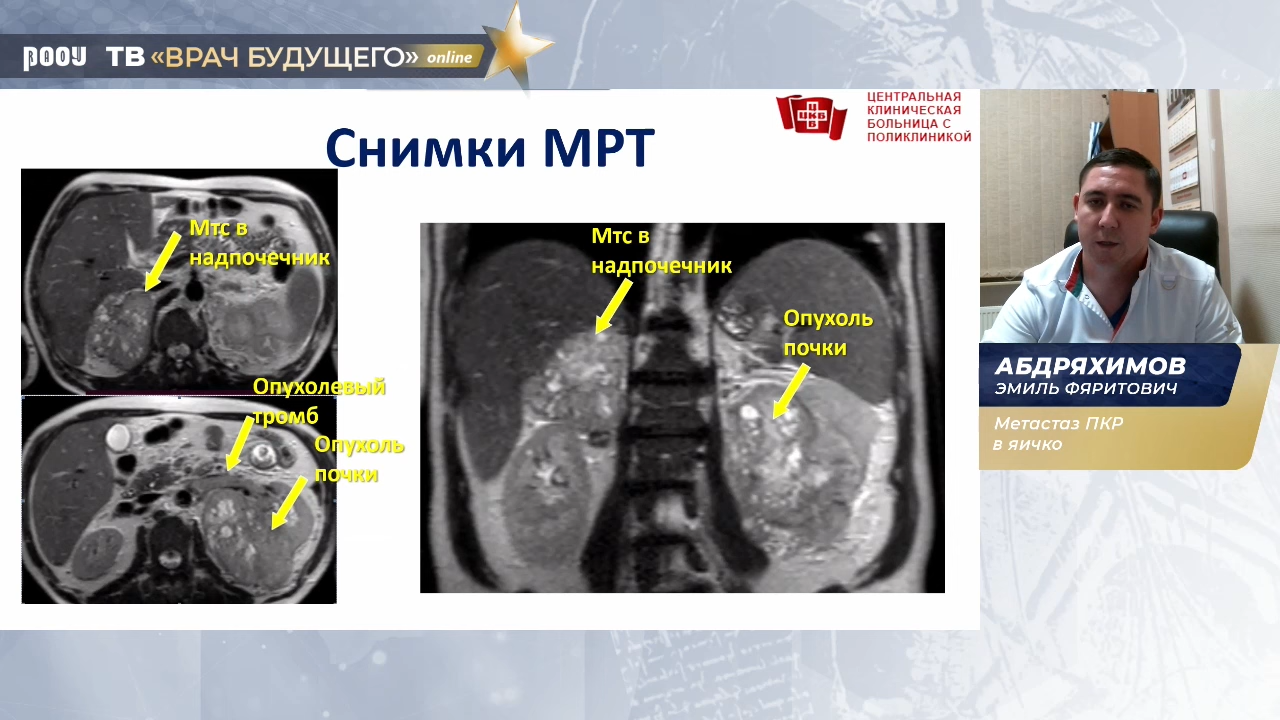 РООУ ТВ «ВРАЧ БУДУЩЕГО» online
ЦЕНТРАЛЬНАЯ
КЛИНИЧЕСКАЯ
БОЛЬНИЦА С
ПОЛИКЛИНИКОЙ
ЦКБ
Снимки МРТ
Мтс в
надпочечник
Опухолевый
тромб
Опухоль
почки
Мтс в
надпочечник
Опухоль
почки
АБДРЯХИМОВ
ЭМИЛЬ ФЯРИТОВИЧ
Метастаз ПКР
в яичко